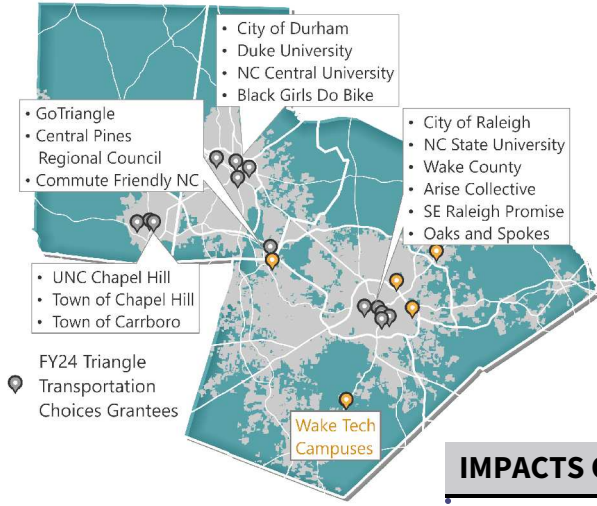 • City of Durham
• Duke University
• NC Central University
• Black Girls Do Bike
• GoTriangle
• Central Pines
Regional Council
• Commute Friendly NC
• City of Raleigh
• NC State University
• Wake County
• Arise Collective
• SE Raleigh Promise
• Oaks and Spokes
• UNC Chapel Hill
• Town of Chapel Hill
• Town of Carrboro
FY24 Triangle
Transportation
Choices Grantees
Wake Tech
Campuses
IMPACTS